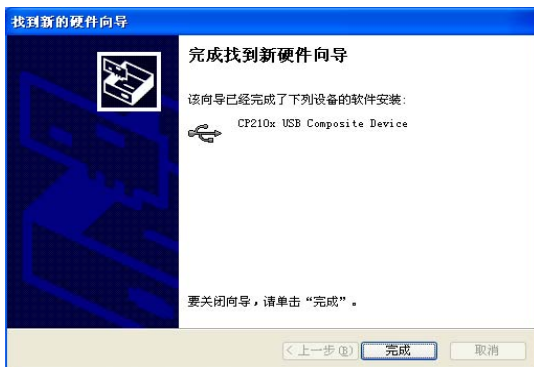 找到新的硬件向导
完成找到新硬件向导
该向导已经完成了下列设备的软件安装:
CP210x USB Composite Device
要关闭向导，请单击“完成”。
<上一步(B)
完成
取消